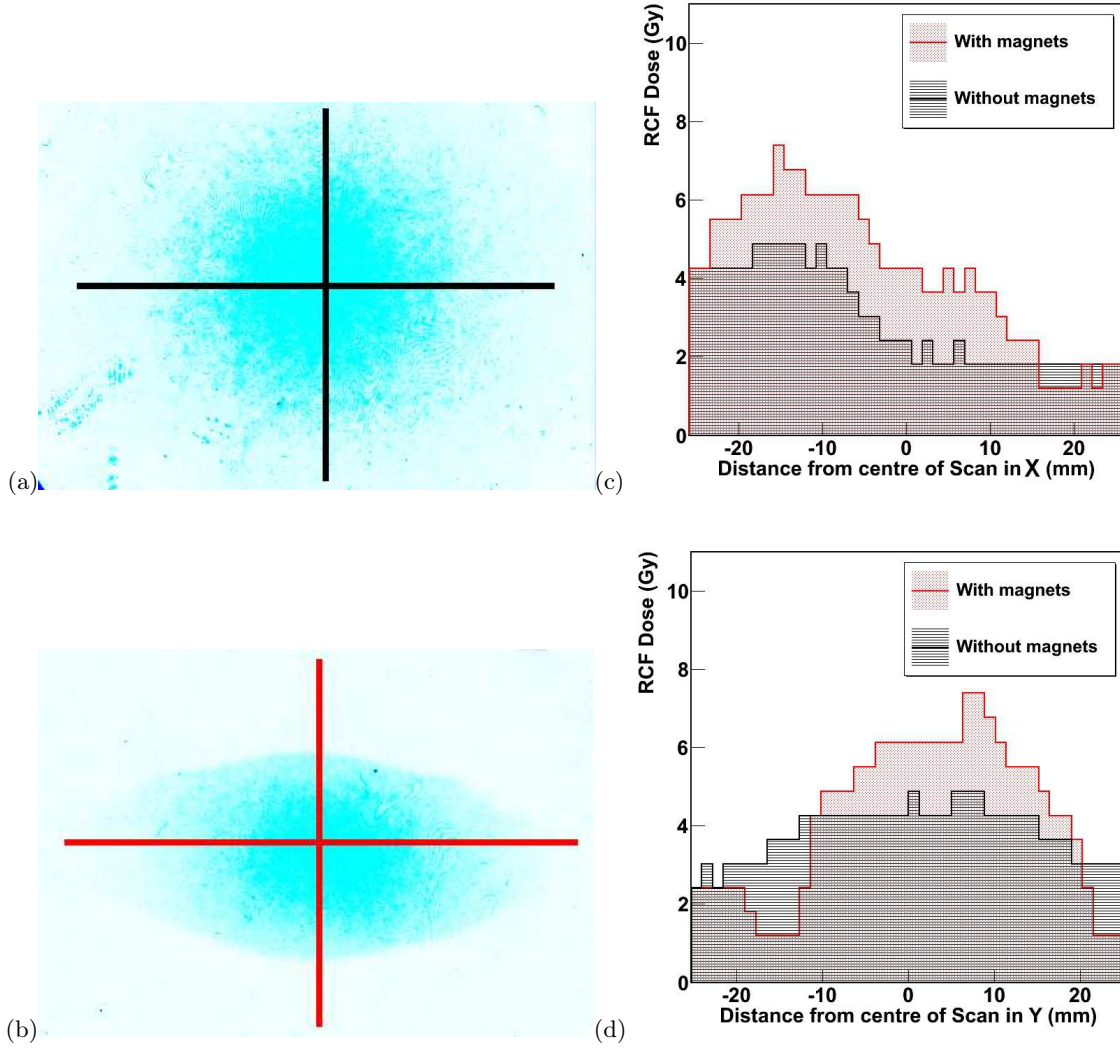 (a)
RCF Dose (Gy)
10
8
6
4
2
0
-20 -10 0 10 20
Distance from centre of Scan in X (mm)
With magnets
Without magnets
(c)
(b)
RCF Dose (Gy)
10
8
6
4
2
0
-20 -10 0 10 20
Distance from centre of Scan in Y (mm)
With magnets
Without magnets
(d)